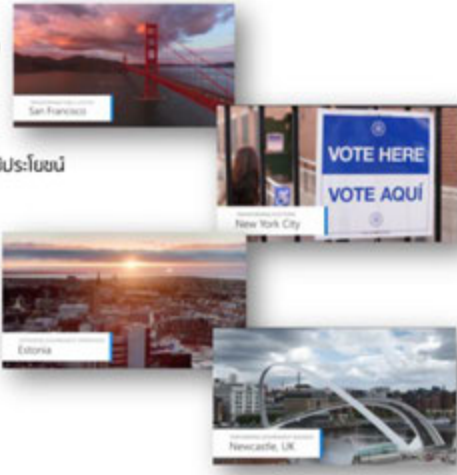 San Francisco
ประโยชน์
VOTE HERE
VOTE AQUÍ
New York City
Estonia
Newcastle, UK